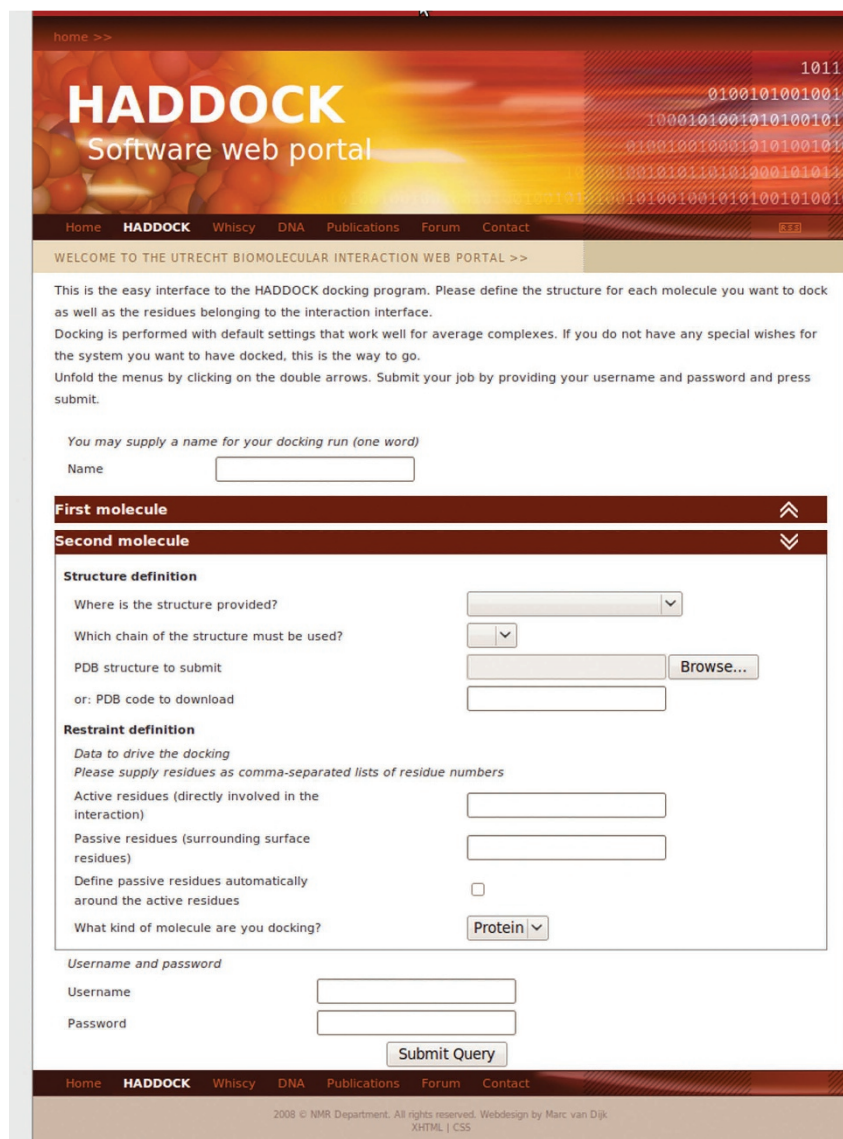 home >>
1011
HADDOCK
0100101001001
1000101001010100101
Software web portal
Home HADDOCK Whiscy DNA Publications Forum Contact RSS
WELCOME TO THE UTRECHT BIOMOLECULAR INTERACTION WEB PORTAL >>
This is the easy interface to the HADDOCK docking program. Please define the structure for each molecule you want to dock
as well as the residues belonging to the interaction interface.
Docking is performed with default settings that work well for average complexes. If you do not have any special wishes for
the system you want to have docked, this is the way to go.
Unfold the menus by clicking on the double arrows. Submit your job by providing your username and password and press
submit.
You may supply a name for your docking run (one word)
Name
First molecule
Second molecule
Structure definition
Where is the structure provided?
Which chain of the structure must be used?
PDB structure to submit Browse...
or: PDB code to download
Restraint definition
Data to drive the docking
Please supply residues as comma-separated lists of residue numbers
Active residues (directly involved in the
interaction)
Passive residues (surrounding surface
residues)
Define passive residues automatically
around the active residues
What kind of molecule are you docking? Protein
Username and password
Username
Password
Submit Query
Home HADDOCK Whiscy DNA Publications Forum Contact
2008 © NMR Department. All rights reserved. Webdesign by Marc van Dijk
XHTML | CSS